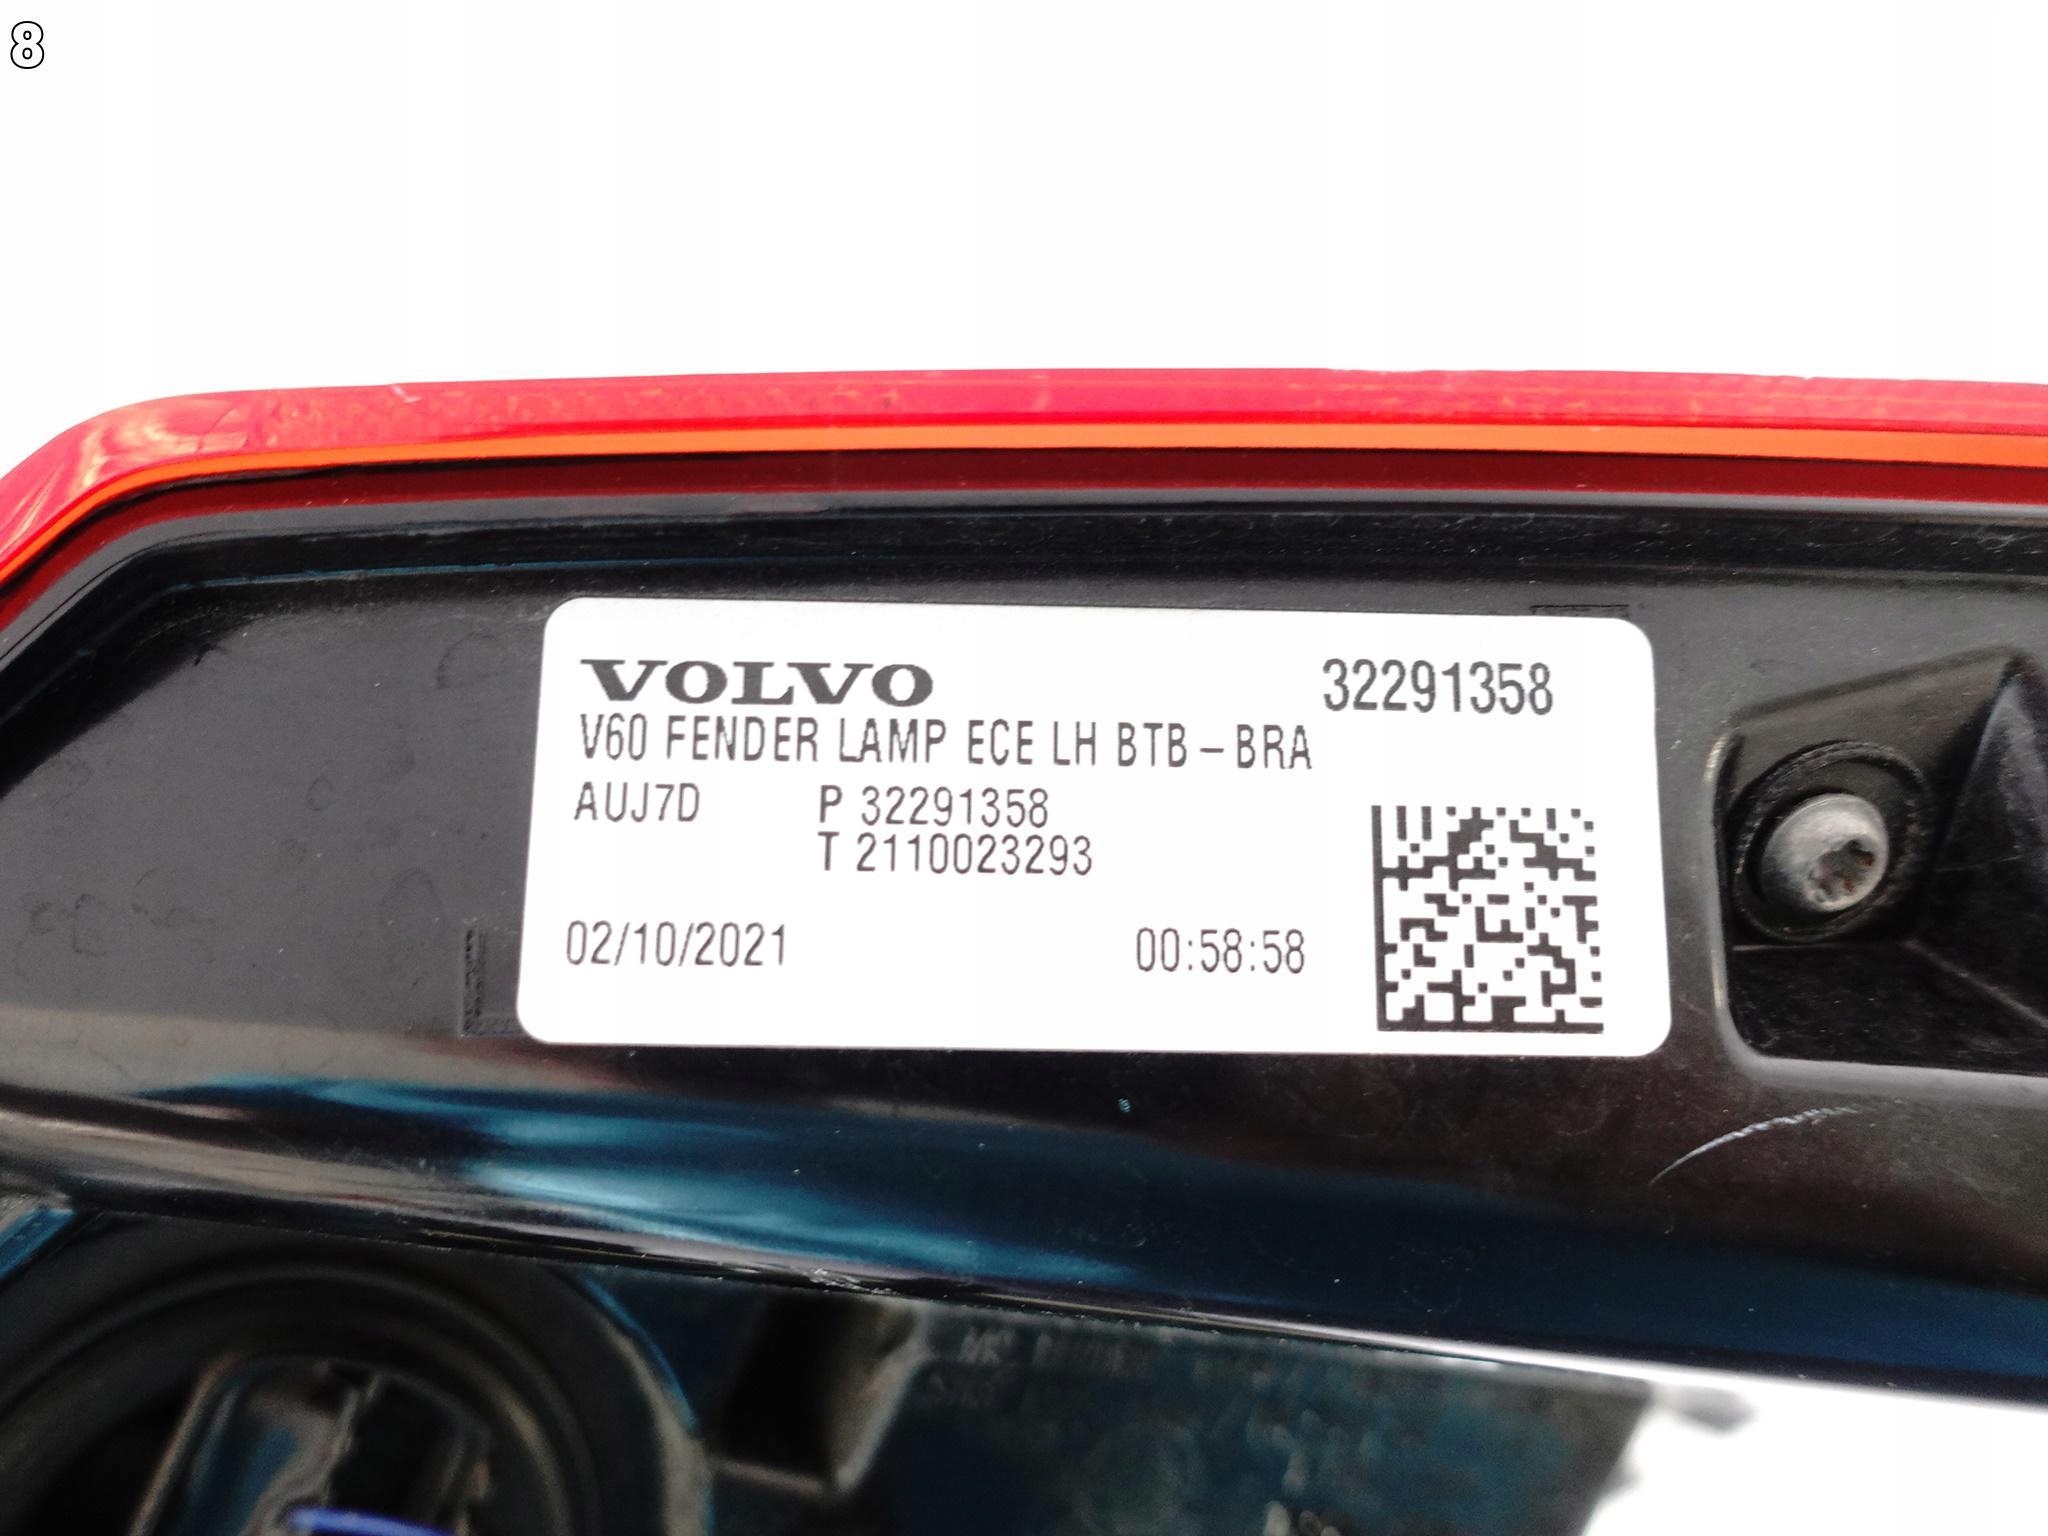 8
VOLVO 32291358
V60 FENDER LAMP ECE LH BTB – BRA
AUJ7D P 32291358
T 2110023293
02/10/2021 00:58:58